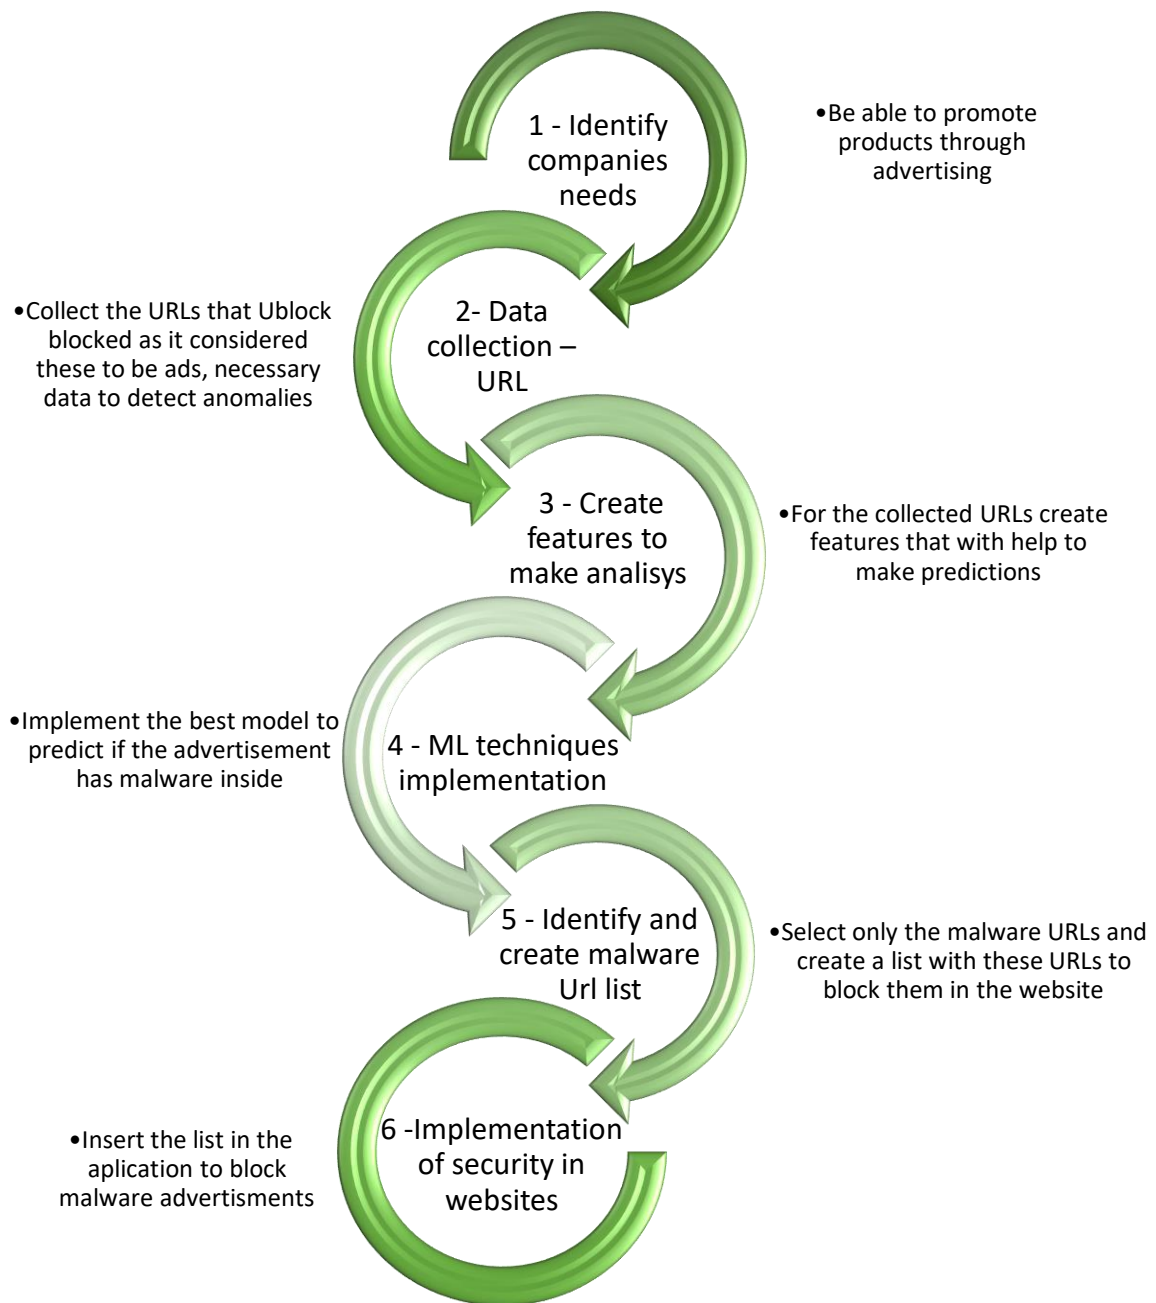 1 - Identify
companies
needs
•Be able to promote
products through
advertising
2- Data
collection –
URL
•Collect the URLs that Ublock
blocked as it considered
these to be ads, necessary
data to detect anomalies
3 - Create
features to
make analisys
•For the collected URLs create
features that with help to
make predictions
4 - ML techniques
implementation
•Implement the best model to
predict if the advertisement
has malware inside
5 - Identify and
create malware
Url list
•Select only the malware URLs and
create a list with these URLs to
block them in the website
6 -Implementation
of security in
websites
•Insert the list in the
aplication to block
malware advertisments